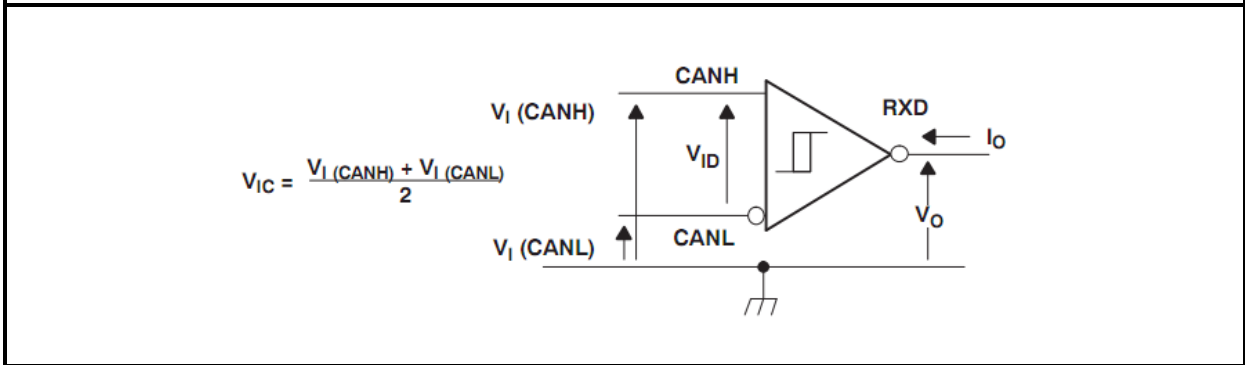 CANH
RXD
V_I (CANH)
I_O
V_ID
V_IC = V_I (CANH) + V_I (CANL)
2
V_O
CANL
V_I (CANL)